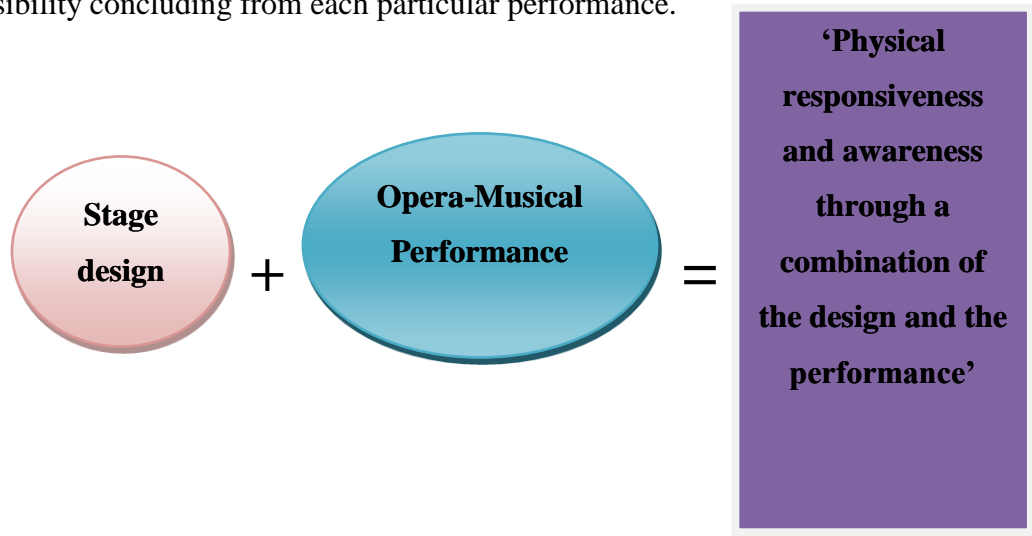 sibility concluding from each particular performance.
Stage
design
+
Opera-Musical
Performance
=
‘Physical
responsiveness
and awareness
through a
combination of
the design and the
performance’